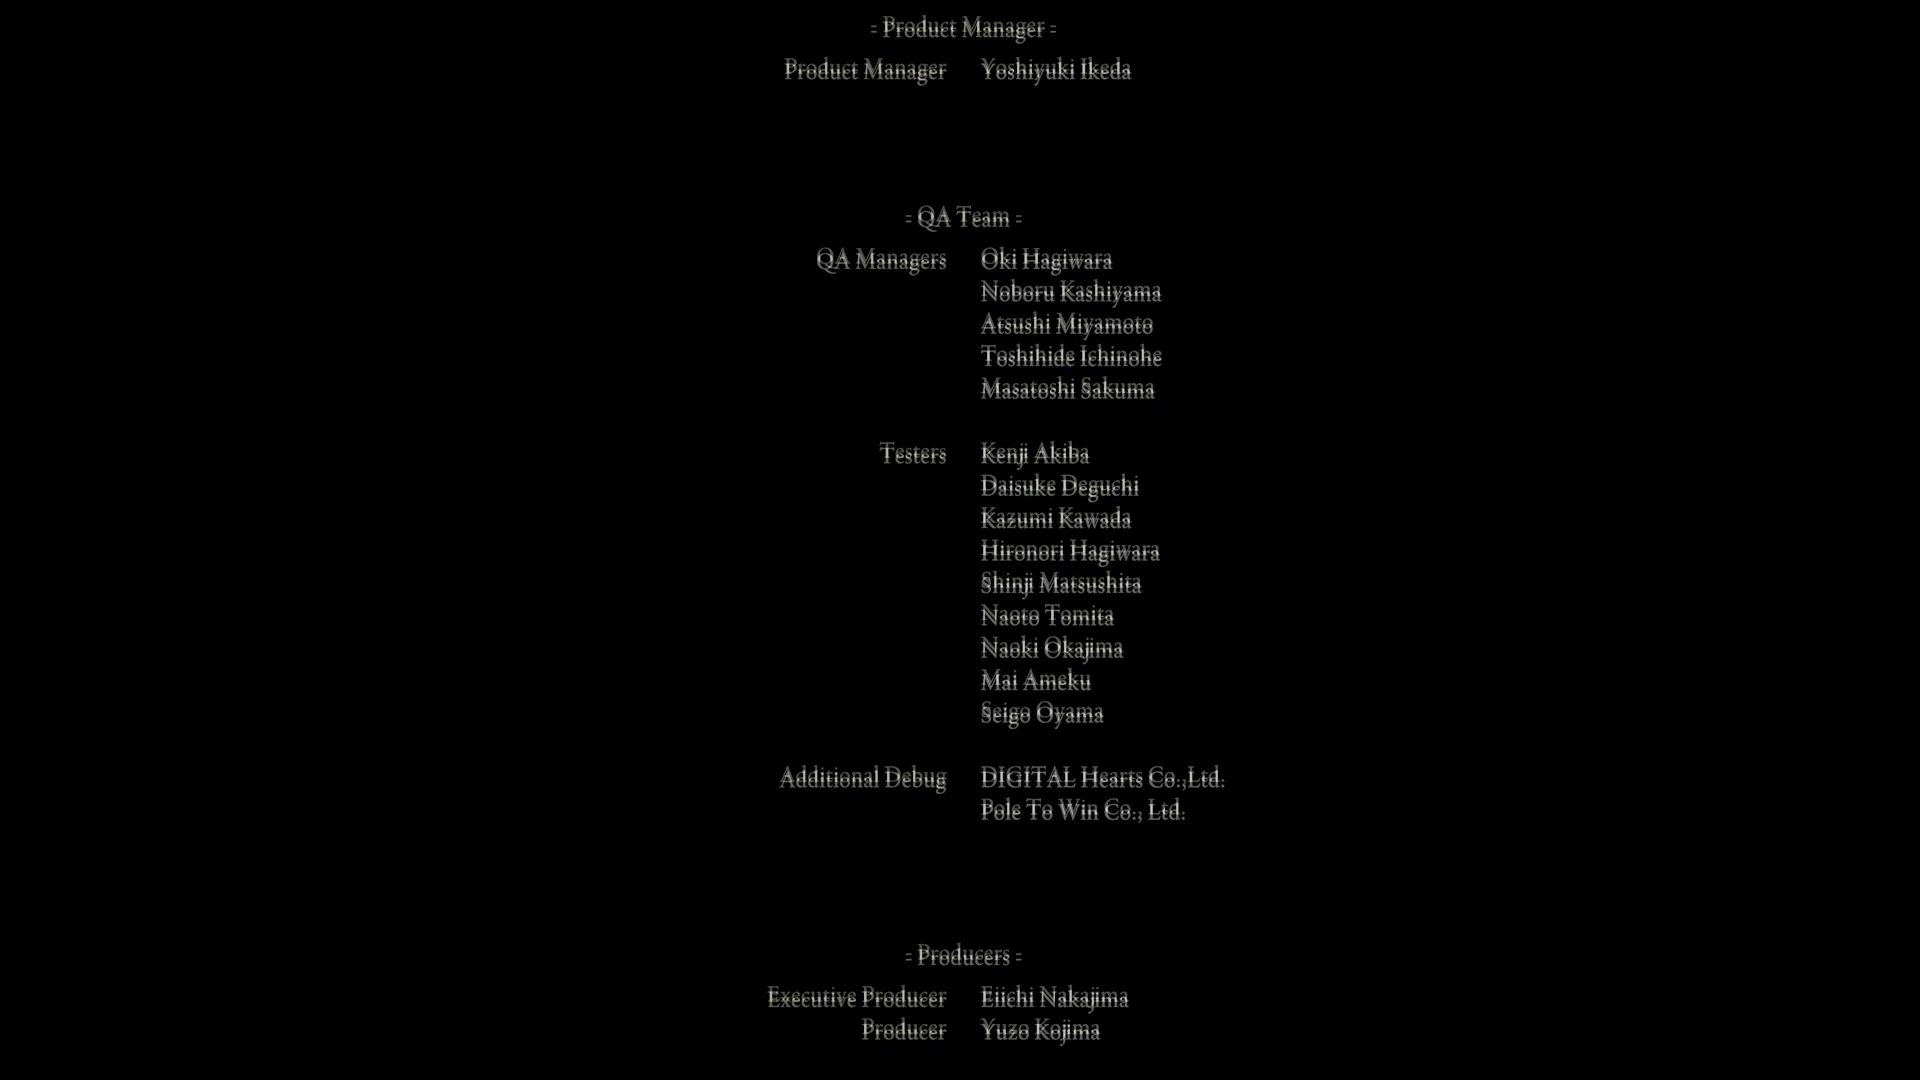 - Product Manager -
Product Manager Yoshiyuki Ikeda
- QA Team -
QA Managers Oki Hagiwara
Noboru Kashiyama
Atsushi Miyamoto
Toshihide Ichinohe
Masatoshi Sakuma
Testers Kenji Akiba
Daisuke Deguchi
Kazumi Kawada
Hironori Hagiwara
Shinji Matsushita
Naoto Tomita
Naoki Okajima
Mai Ameku
Seigo Oyama
Additional Debug DIGITAL Hearts Co.,Ltd.
Pole To Win Co., Ltd.
- Producers -
Executive Producer Eiichi Nakajima
Producer Yuzo Kojima